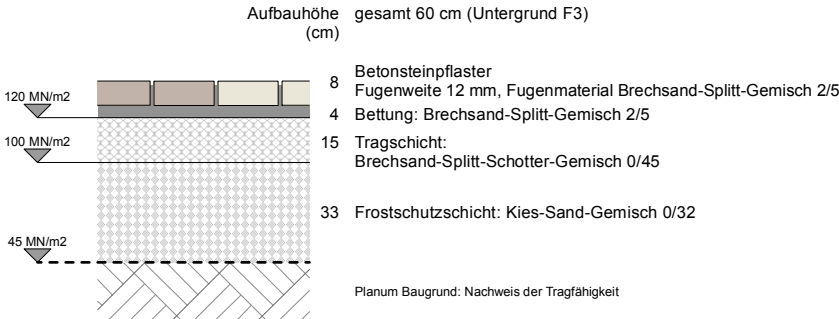 Aufbauhöhe gesamt 60 cm (Untergrund F3)
(cm)
8 Betonsteinpflaster
Fugenweite 12 mm, Fugenmaterial Brechsand-Splitt-Gemisch 2/5
120 MN/m2
4 Bettung: Brechsand-Splitt-Gemisch 2/5
100 MN/m2
15 Tragschicht:
Brechsand-Splitt-Schotter-Gemisch 0/45
33 Frostschutzschicht: Kies-Sand-Gemisch 0/32
45 MN/m2
Planum Baugrund: Nachweis der Tragfähigkeit